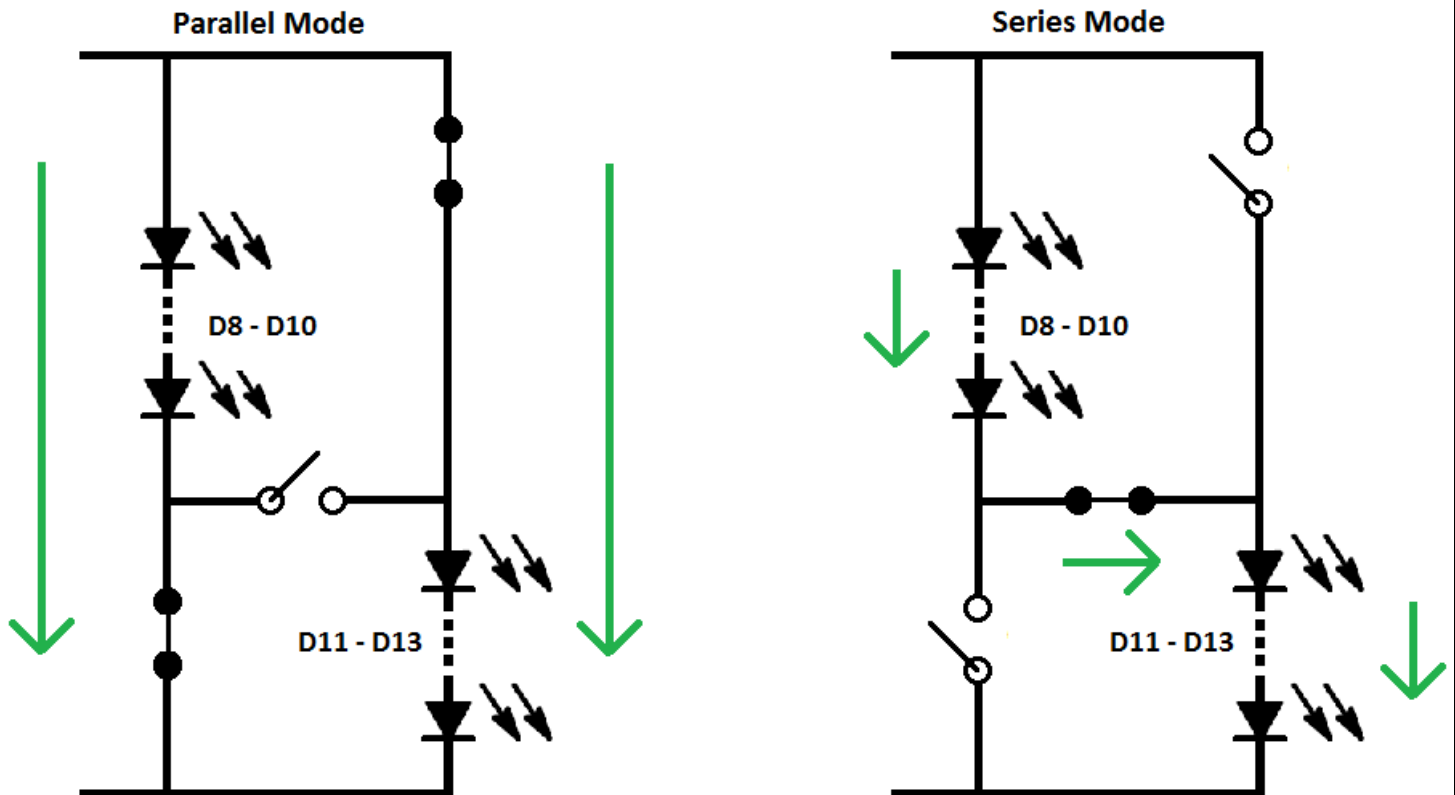 Parallel Mode
Series Mode
D8 - D10
D8 - D10
D11 - D13
D11 - D13